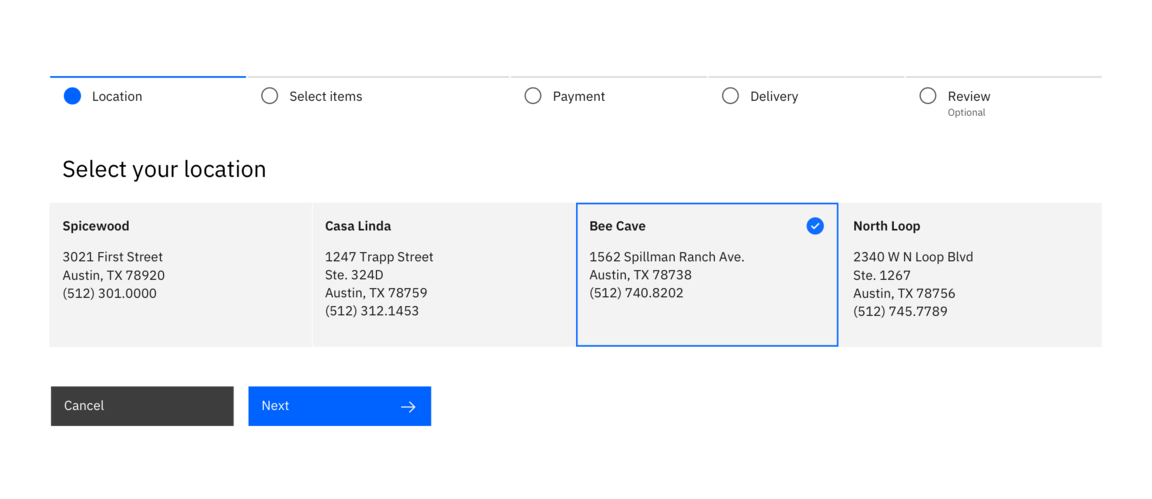 Location
Select items
Payment
Delivery
Review
Optional
Select your location
Spicewood
3021 First Street
Austin, TX 78920
(512) 301.0000
Casa Linda
1247 Trapp Street
Ste. 324D
Austin, TX 78759
(512) 312.1453
Bee Cave
1562 Spillman Ranch Ave.
Austin, TX 78738
(512) 740.8202
North Loop
2340 W N Loop Blvd
Ste. 1267
Austin, TX 78756
(512) 745.7789
Cancel
Next